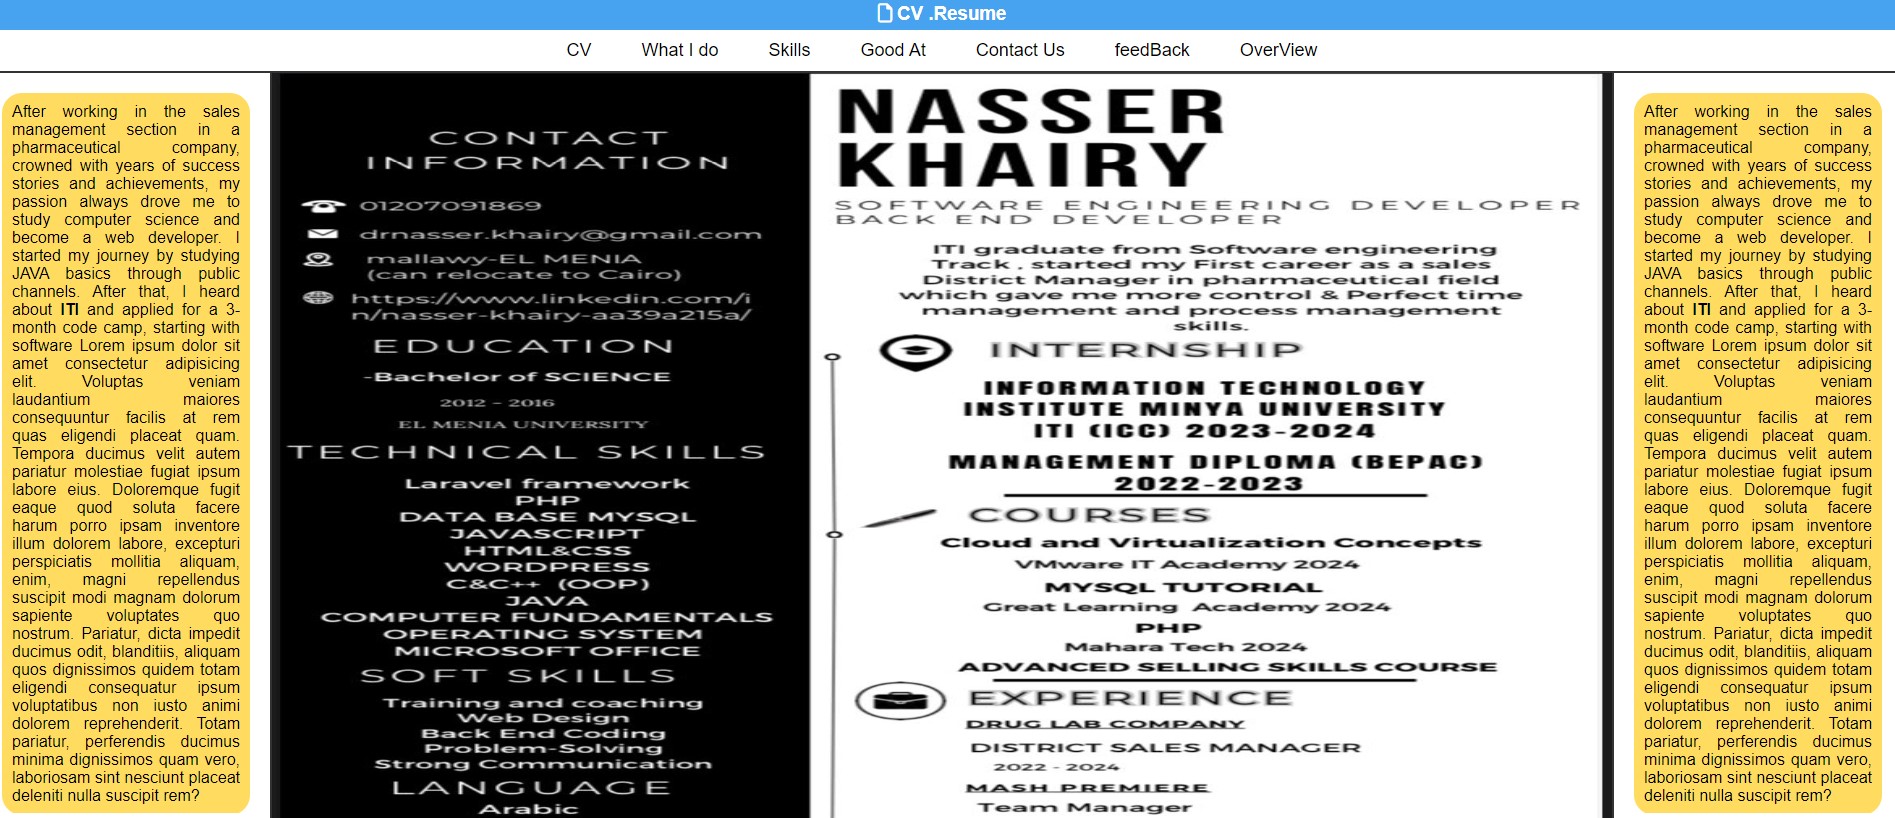 CV .Resume
CV What I do Skills Good At Contact Us feedBack OverView
After working in the sales
management section in a
pharmaceutical company,
crowned with years of success
stories and achievements, my
passion always drove me to
study computer science and
become a web developer. I
started my journey by studying
JAVA basics through public
channels. After that, I heard
about ITI and applied for a 3-
month code camp, starting with
software Lorem ipsum dolor sit
amet consectetur adipisicing
elit. Voluptas veniam
laudantium maiores
consequuntur facilis at rem
quas eligendi placeat quam.
Tempora ducimus velit autem
pariatur molestiae fugiat ipsum
labore eius. Doloremque fugit
eaque quod soluta facere
harum porro ipsam inventore
illum dolorem labore, excepturi
perspiciatis mollitia aliquam,
enim, magni repellendus
suscipit modi magnam dolorum
sapiente voluptates quo
nostrum. Pariatur, dicta impedit
ducimus odit, blanditiis, aliquam
quos dignissimos quidem totam
eligendi consequatur ipsum
voluptatibus non iusto animi
dolorem reprehenderit. Totam
pariatur, perferendis ducimus
minima dignissimos quam vero,
laboriosam sint nesciunt placeat
deleniti nulla suscipit rem?
CONTACT
INFORMATION
01207091869
drnasser.khairy@gmail.com
mallawy-EL MENIA
(can relocate to Cairo)
https://www.linkedin.com/i
n/nasser-khairy-aa39a215a/
EDUCATION
-Bachelor of SCIENCE
2012 - 2016
EL MENIA UNIVERSITY
TECHNICAL SKILLS
Laravel framework
PHP
DATA BASE MYSQL
JAVASCRIPT
HTML&CSS
WORDPRESS
C&C++ (OOP)
JAVA
COMPUTER FUNDAMENTALS
OPERATING SYSTEM
MICROSOFT OFFICE
SOFT SKILLS
Training and coaching
Web Design
Back End Coding
Problem-Solving
Strong Communication
LANGUAGE
Arabic
NASSER
KHAIRY
SOFTWARE ENGINEERING DEVELOPER
BACK END DEVELOPER
ITI graduate from Software engineering
Track , started my First career as a sales
District Manager in pharmaceutical field
which gave me more control & Perfect time
management and process management
skills.
INTERNSHIP
INFORMATION TECHNOLOGY
INSTITUTE MINYA UNIVERSITY
ITI (ICC) 2023-2024
MANAGEMENT DIPLOMA (BEPAC)
2022-2023
COURSES
Cloud and Virtualization Concepts
VMware IT Academy 2024
MYSQL TUTORIAL
Great Learning Academy 2024
PHP
Mahara Tech 2024
ADVANCED SELLING SKILLS COURSE
EXPERIENCE
DRUG LAB COMPANY
DISTRICT SALES MANAGER
2022 - 2024
MASH PREMIERE
Team Manager
After working in the sales
management section in a
pharmaceutical company,
crowned with years of success
stories and achievements, my
passion always drove me to
study computer science and
become a web developer. I
started my journey by studying
JAVA basics through public
channels. After that, I heard
about ITI and applied for a 3-
month code camp, starting with
software Lorem ipsum dolor sit
amet consectetur adipisicing
elit. Voluptas veniam
laudantium maiores
consequuntur facilis at rem
quas eligendi placeat quam.
Tempora ducimus velit autem
pariatur molestiae fugiat ipsum
labore eius. Doloremque fugit
eaque quod soluta facere
harum porro ipsam inventore
illum dolorem labore, excepturi
perspiciatis mollitia aliquam,
enim, magni repellendus
suscipit modi magnam dolorum
sapiente voluptates quo
nostrum. Pariatur, dicta impedit
ducimus odit, blanditiis, aliquam
quos dignissimos quidem totam
eligendi consequatur ipsum
voluptatibus non iusto animi
dolorem reprehenderit. Totam
pariatur, perferendis ducimus
minima dignissimos quam vero,
laboriosam sint nesciunt placeat
deleniti nulla suscipit rem?